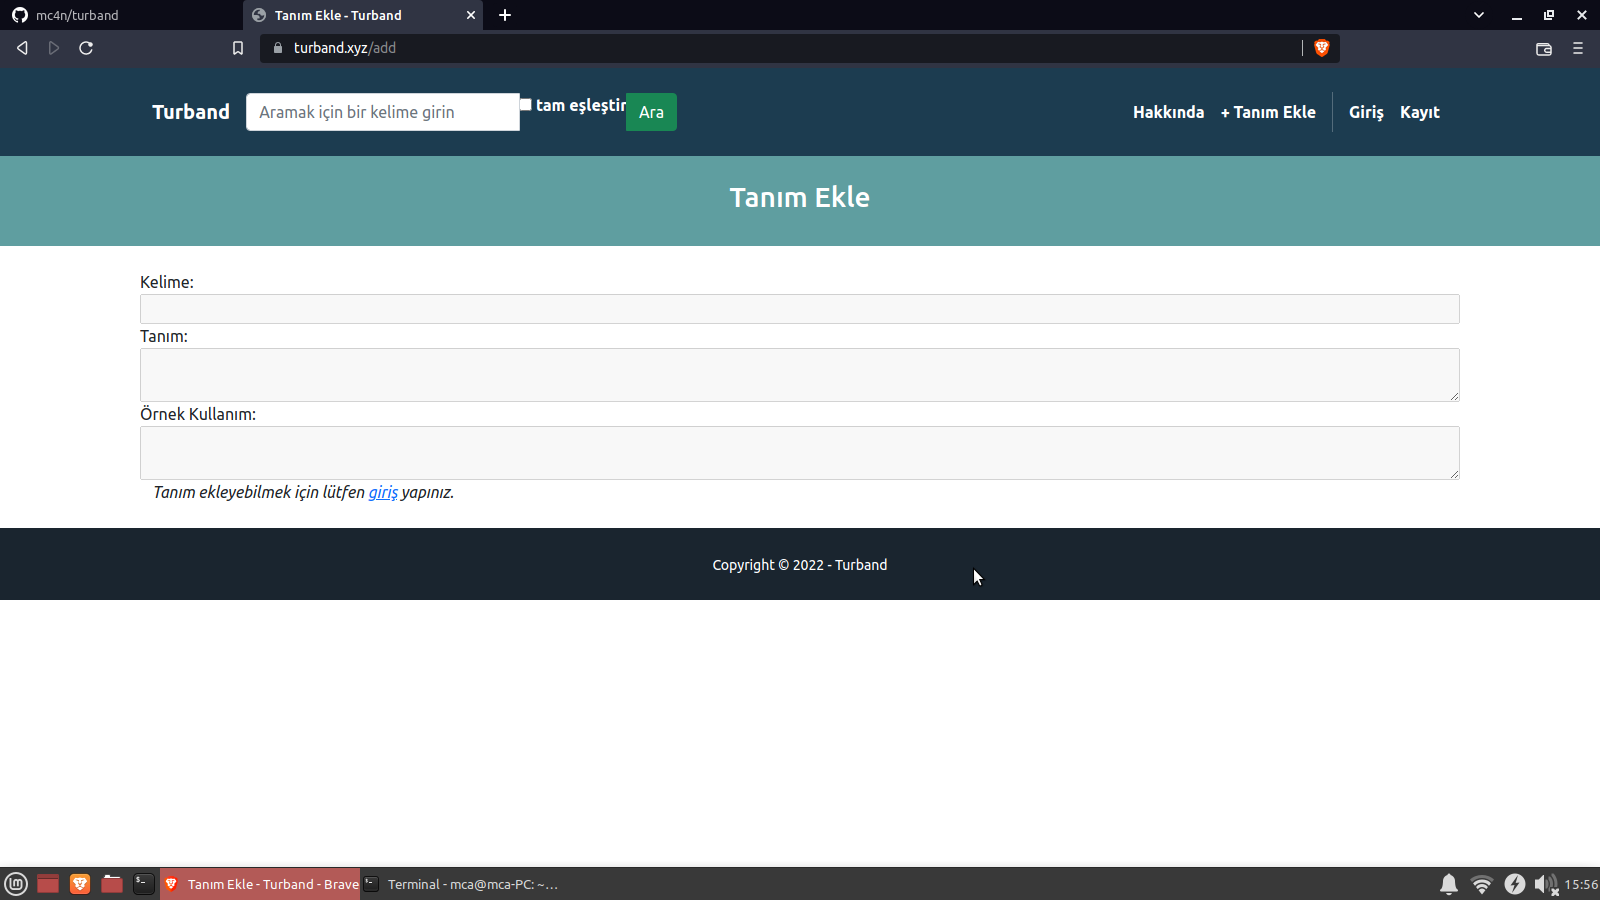 mc4n/turband
Tanım Ekle - Turband
turband.xyz/add
Turband
Aramak için bir kelime girin
tam eşleştir
Ara
Hakkında
+ Tanım Ekle
Giriş
Kayıt
Tanım Ekle
Kelime:
Tanım:
Örnek Kullanım:
Tanım ekleyebilmek için lütfen giriş yapınız.
Copyright © 2022 - Turband
Tanım Ekle - Turband - Brave
Terminal - mca@mca-PC: ~...
15:56